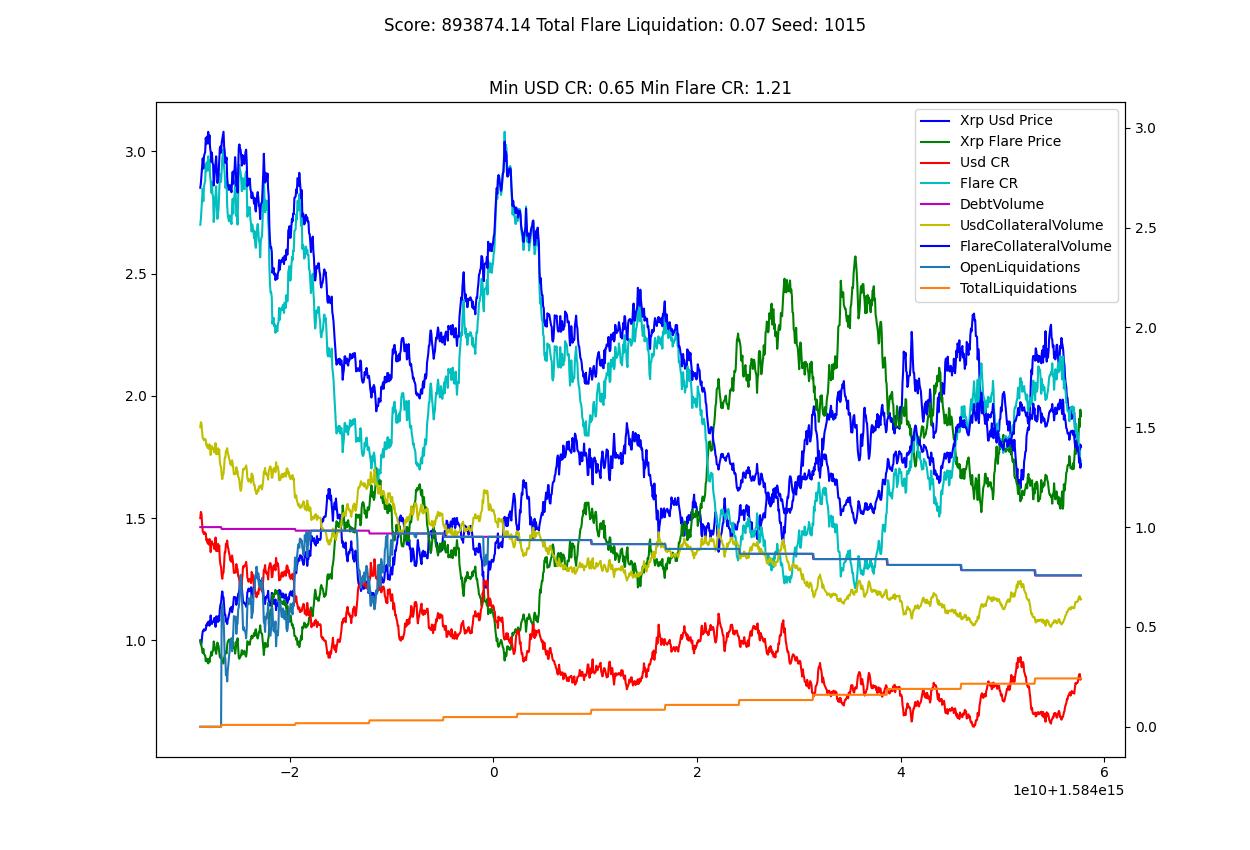 Score: 893874.14 Total Flare Liquidation: 0.07 Seed: 1015
Min USD CR: 0.65 Min Flare CR: 1.21
Xrp Usd Price
Xrp Flare Price
Usd CR
Flare CR
DebtVolume
UsdCollateralVolume
FlareCollateralVolume
OpenLiquidations
TotalLiquidations
3.0
2.5
2.0
1.5
1.0
3.0
2.5
2.0
1.5
1.0
0.5
0.0
−2 0 2 4 6
1e10+1.584e15